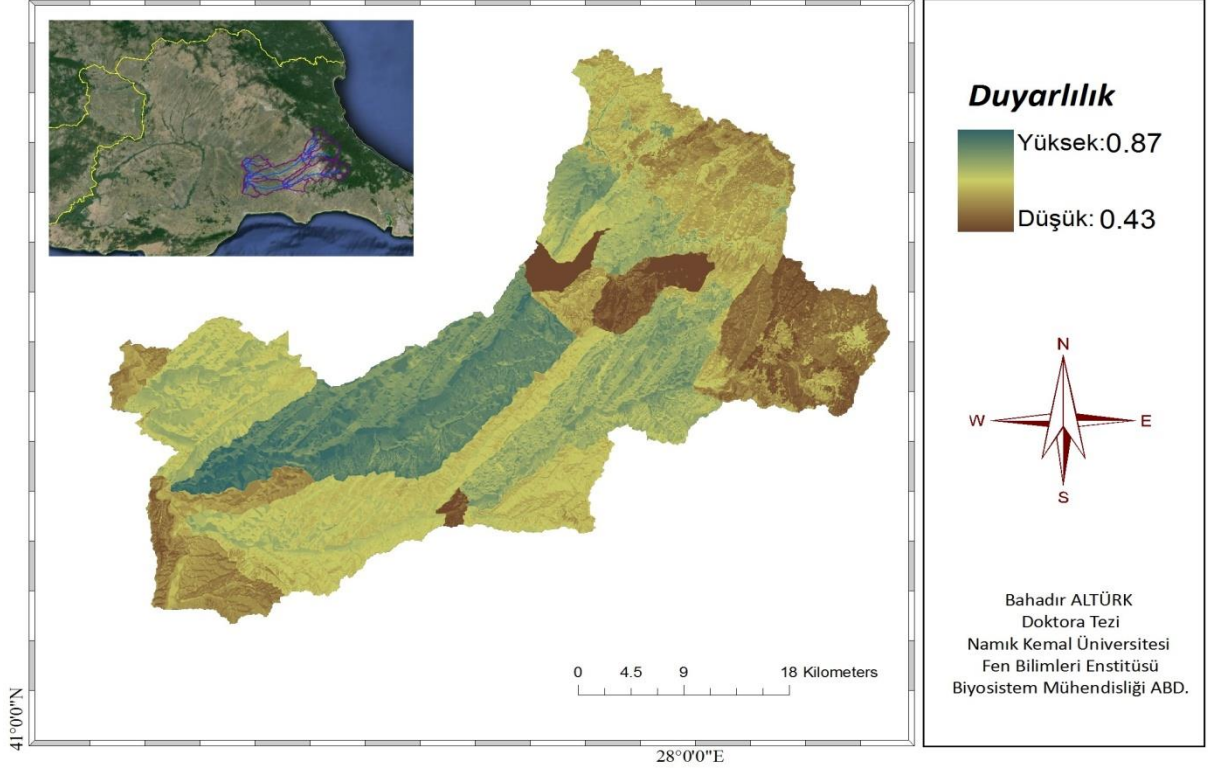 Duyarlılık
Yüksek:0.87
Düşük: 0.43
N
W
E
S
0 4.5 9 18 Kilometers
Bahadır ALTÜRK
Doktora Tezi
Namık Kemal Üniversitesi
Fen Bilimleri Enstitüsü
Biyosistem Mühendisliği ABD.
41°0'0"N
28°0'0"E